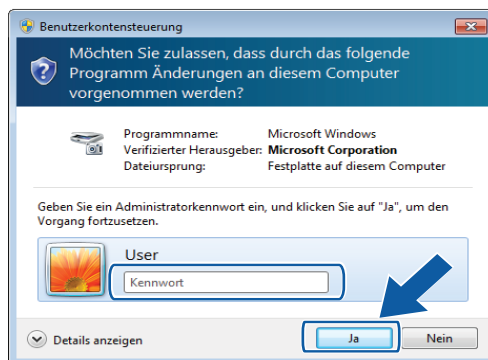 Benutzerkontensteuerung
Möchten Sie zulassen, dass durch das folgende
Programm Änderungen an diesem Computer
vorgenommen werden?
Programmname: Microsoft Windows
Verifizierter Herausgeber: Microsoft Corporation
Dateiursprung: Festplatte auf diesem Computer
Geben Sie ein Administratorkennwort ein, und klicken Sie auf "Ja", um den
Vorgang fortzusetzen.
User
Kennwort
Details anzeigen
Ja
Nein